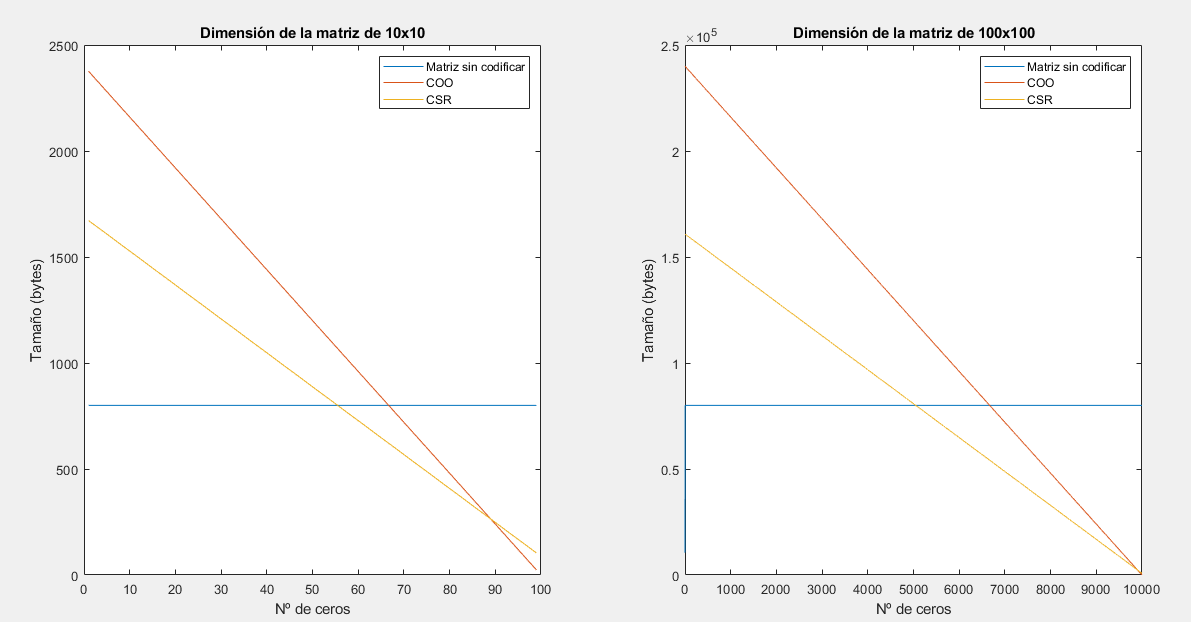 Dimensión de la matriz de 10x10
2500
2000
1500
1000
500
0
Tamaño (bytes)
0 10 20 30 40 50 60 70 80 90 100
Nº de ceros
Matriz sin codificar
COO
CSR
Dimensión de la matriz de 100x100
×10⁵
2.5
2
1.5
1
0.5
0
Tamaño (bytes)
0 1000 2000 3000 4000 5000 6000 7000 8000 9000 10000
Nº de ceros
Matriz sin codificar
COO
CSR